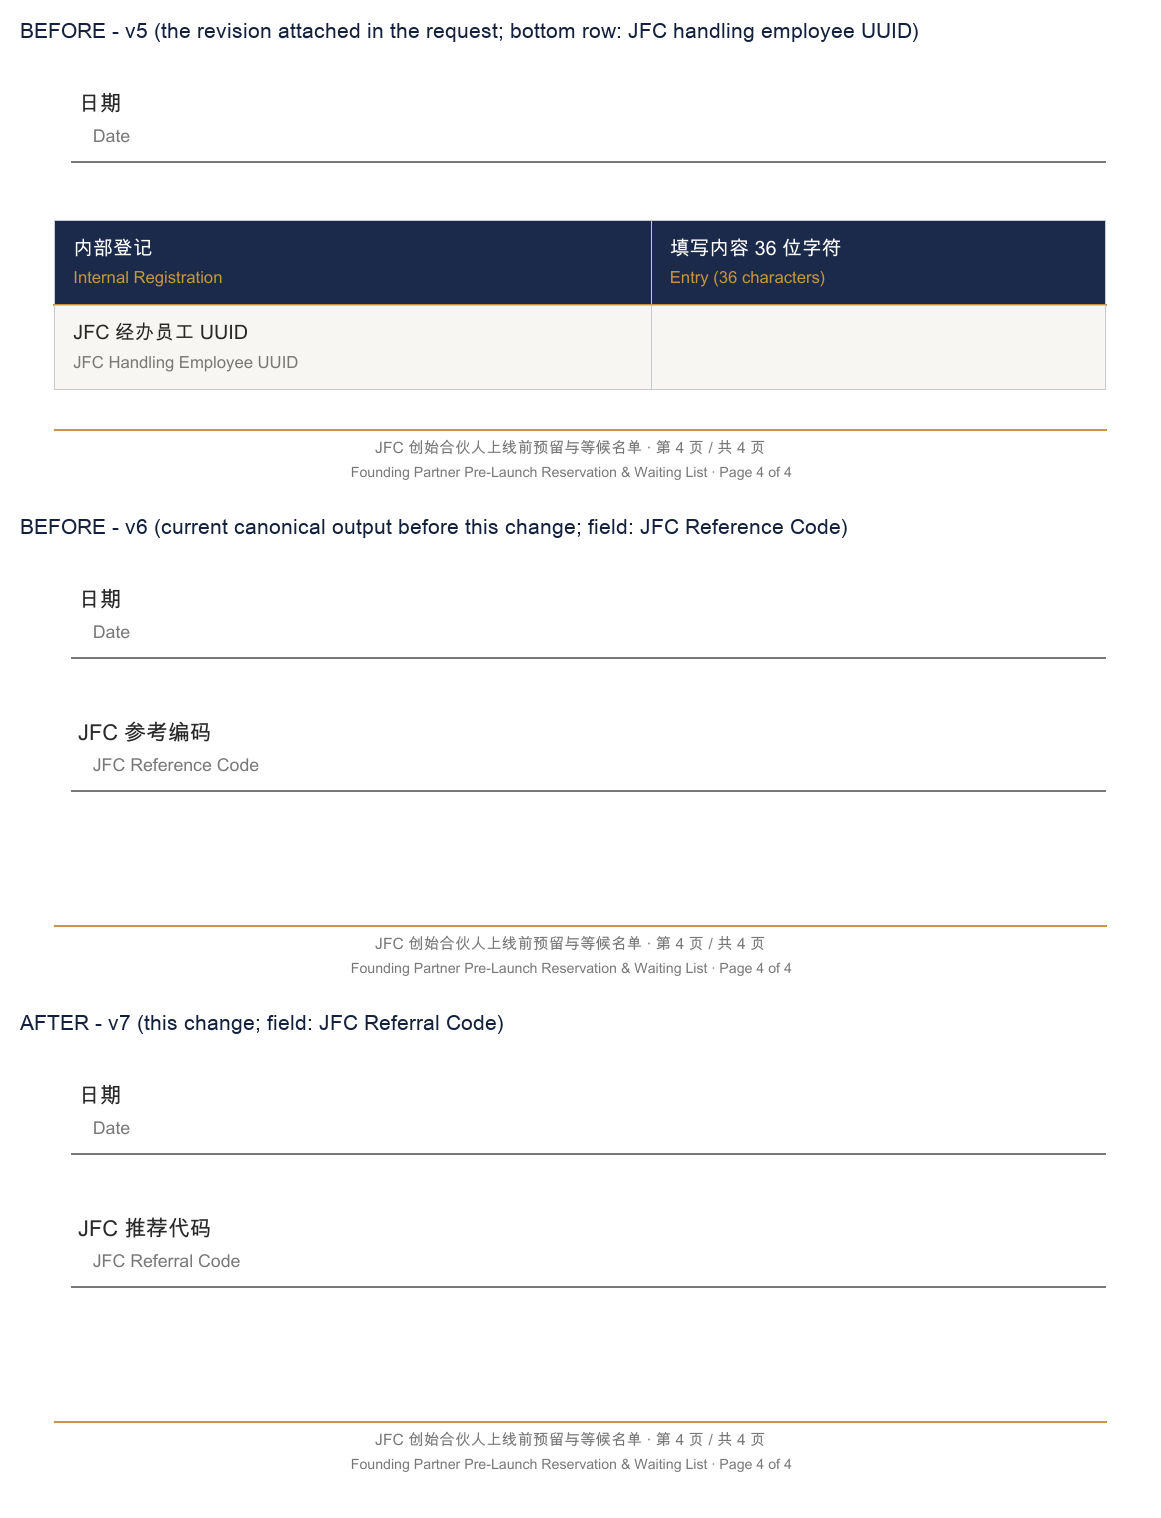 BEFORE - v5 (the revision attached in the request; bottom row: JFC handling employee UUID)
日期
Date
内部登记
填写内容 36 位字符
Internal Registration
Entry (36 characters)
JFC 经办员工 UUID
JFC Handling Employee UUID
JFC 创始合伙人上线前预留与等候名单 · 第 4 页 / 共 4 页
Founding Partner Pre-Launch Reservation & Waiting List · Page 4 of 4
BEFORE - v6 (current canonical output before this change; field: JFC Reference Code)
日期
Date
JFC 参考编码
JFC Reference Code
JFC 创始合伙人上线前预留与等候名单 · 第 4 页 / 共 4 页
Founding Partner Pre-Launch Reservation & Waiting List · Page 4 of 4
AFTER - v7 (this change; field: JFC Referral Code)
日期
Date
JFC 推荐代码
JFC Referral Code
JFC 创始合伙人上线前预留与等候名单 · 第 4 页 / 共 4 页
Founding Partner Pre-Launch Reservation & Waiting List · Page 4 of 4